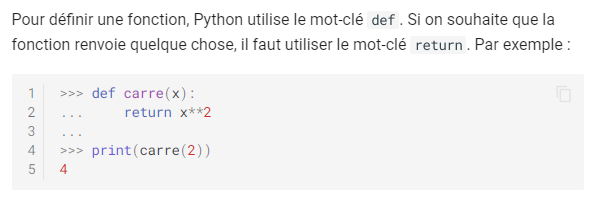 Pour définir une fonction, Python utilise le mot-clé def. Si on souhaite que la
fonction renvoie quelque chose, il faut utiliser le mot-clé return. Par exemple :
1 >>> def carre(x):
2 ...     return x**2
3 ...
4 >>> print(carre(2))
5 4